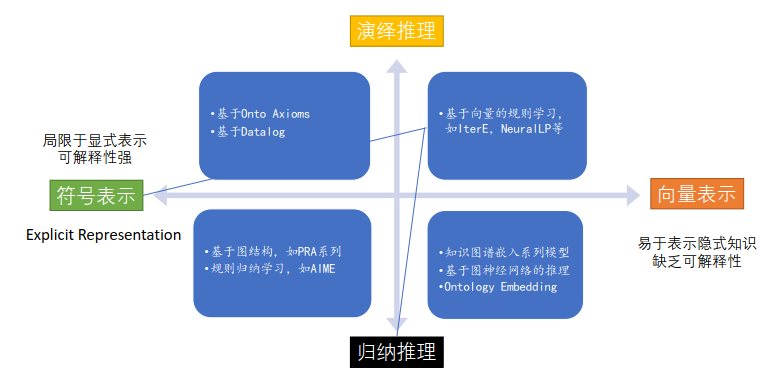 演绎推理
•基于Onto Axioms
•基于Datalog
•基于向量的规则学习,
如IterE, NeuralLP等
局限于显式表示
可解释性强
符号表示
Explicit Representation
向量表示
易于表示隐式知识
缺乏可解释性
•基于图结构, 如PRA系列
•规则归纳学习, 如AIME
•知识图谱嵌入系列模型
•基于图神经网络的推理
•Ontology Embedding
归纳推理